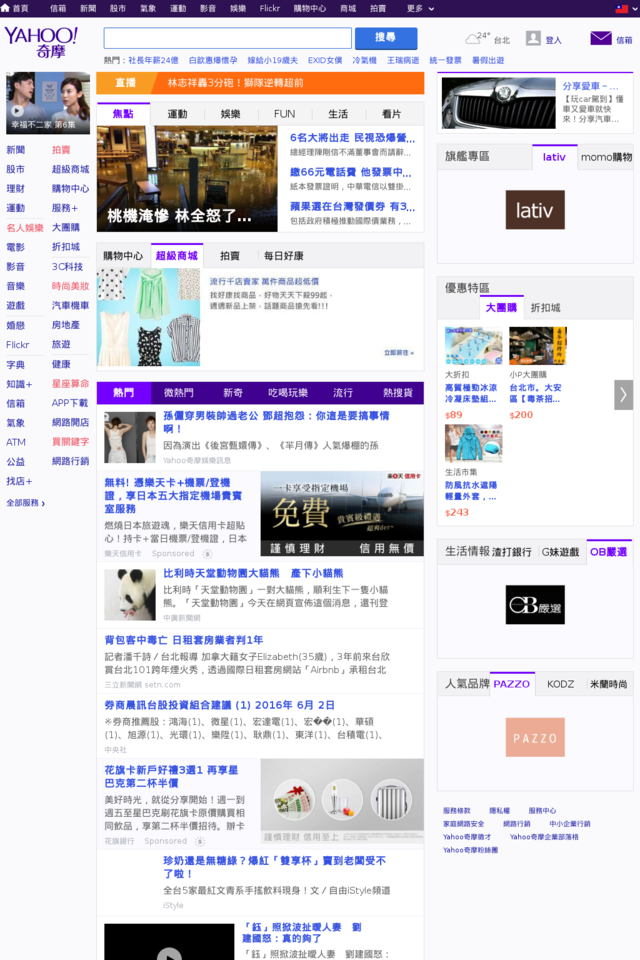 首頁 信箱 新聞 股市 氣象 運動 影音 娛樂 Flickr 購物中心 商城 拍賣 更多
YAHOO!
奇摩
搜尋
24° 台北
登入
信箱
熱門：社長年薪24億 白歆惠爆懷孕 嫁給小19歲夫 EXID女僕 冷氣機 王瑞病逝 統一發票 暑假出遊
幸福不二家 第6集
新聞 拍賣
股市 超級商城
理財 購物中心
運動 服務+
名人娛樂 大團購
電影 折扣城
影音 3C科技
音樂 時尚美妝
遊戲 汽車機車
婚戀 房地產
Flickr 旅遊
字典 健康
知識+ 星座算命
信箱 APP下載
氣象 網路開店
ATM 買關鍵字
公益 網路行銷
找店+
全部服務
直播 林志祥轟3分砲！獅隊逆轉超前
焦點 運動 娛樂 FUN 生活 看片
桃機淹慘 林全怒了...
6名大將出走 民視恐爆營...
總經理陳剛信不滿董事會而請辭...
繳66元電話費 他發票中...
紙本發票證明，中華電信以雙掛...
蘋果選在台灣發債券 有3...
包括政府積極推動國際債業務，...
購物中心 超級商城 拍賣 每日好康
流行千店賣家 萬件商品超低價
找好康找商品，好物天天下殺99起，
週週新品上架，話題商品搶先看!!!
立即前往 »
熱門 微熱門 新奇 吃喝玩樂 流行 熱搜貨
孫儷穿男裝帥過老公 鄧超抱怨：你這是要搞事情
啊！
因為演出《後宮甄嬛傳》、《羋月傳》人氣爆棚的孫
Yahoo奇摩娛樂訊息
無料! 憑樂天卡+機票/登機
證，享日本五大指定機場貴賓
室服務
燃燒日本旅遊魂，樂天信用卡超貼
心！持卡+當日機票/登機證，日本
樂天信用卡 Sponsored
一卡享受指定機場
免費
貴賓級禮遇
謹慎理財 信用無價
比利時天堂動物園大貓熊 產下小貓熊
比利時「天堂動物園」一對大貓熊，順利生下一隻小貓
熊。「天堂動物園」今天在網頁宣佈這個消息，還刊登
中廣新聞網
背包客中毒亡 日租套房業者判1年
記者潘千詩／台北報導 加拿大籍女子Elizabeth(35歲)，3年前來台欣
賞台北101跨年煙火秀，透過國際日租套房網站「Airbnb」承租台北
三立新聞網 setn.com
券商晨訊台股投資組合建議 (1) 2016年 6月 2日
※券商推薦股：鴻海(1)、微星(1)、宏達電(1)、宏��(1)、華碩
(1)、旭源(1)、光環(1)、樂陞(1)、耿鼎(1)、東洋(1)、台積電(1)、
中央社
花旗卡新戶好禮3選1 再享星
巴克第二杯半價
美好時光，就從分享開始！週一到
週五至星巴克刷花旗卡原價購買相
同飲品，享第二杯半價招待。辦卡
花旗銀行 Sponsored
謹慎理財 信用至上
珍奶還是無糖綠？爆紅「雙享杯」賣到老闆受不
了啦！
全台5家最紅文青系手搖飲料現身！文／自由iStyle頻道
iStyle
「鈺」照掀波扯曖人妻 劉
建國怒：真的夠了
「鈺」照掀波扯曖人妻 劉建國怒：
分享愛車－...
【玩car駕到】懂
車又愛車就快
來！分享汽車...
旗艦專區 lativ momo購物
lativ
優惠特區
大團購 折扣城
大折扣
高質極勁冰涼
冷凝床墊組...
$89
小P大團購
台北市。大安
區【毒茶招...
$200
生活市集
防風抗水遮陽
輕量外套，...
$243
生活情報 渣打銀行 G妹遊戲 OB嚴選
OB嚴選
人氣品牌 PAZZO KODZ 米蘭時尚
PAZZO
服務條款 隱私權 服務中心
家庭網路安全 網路行銷 中小企業行銷
Yahoo奇摩徵才 Yahoo奇摩企業部落格
Yahoo奇摩粉絲團